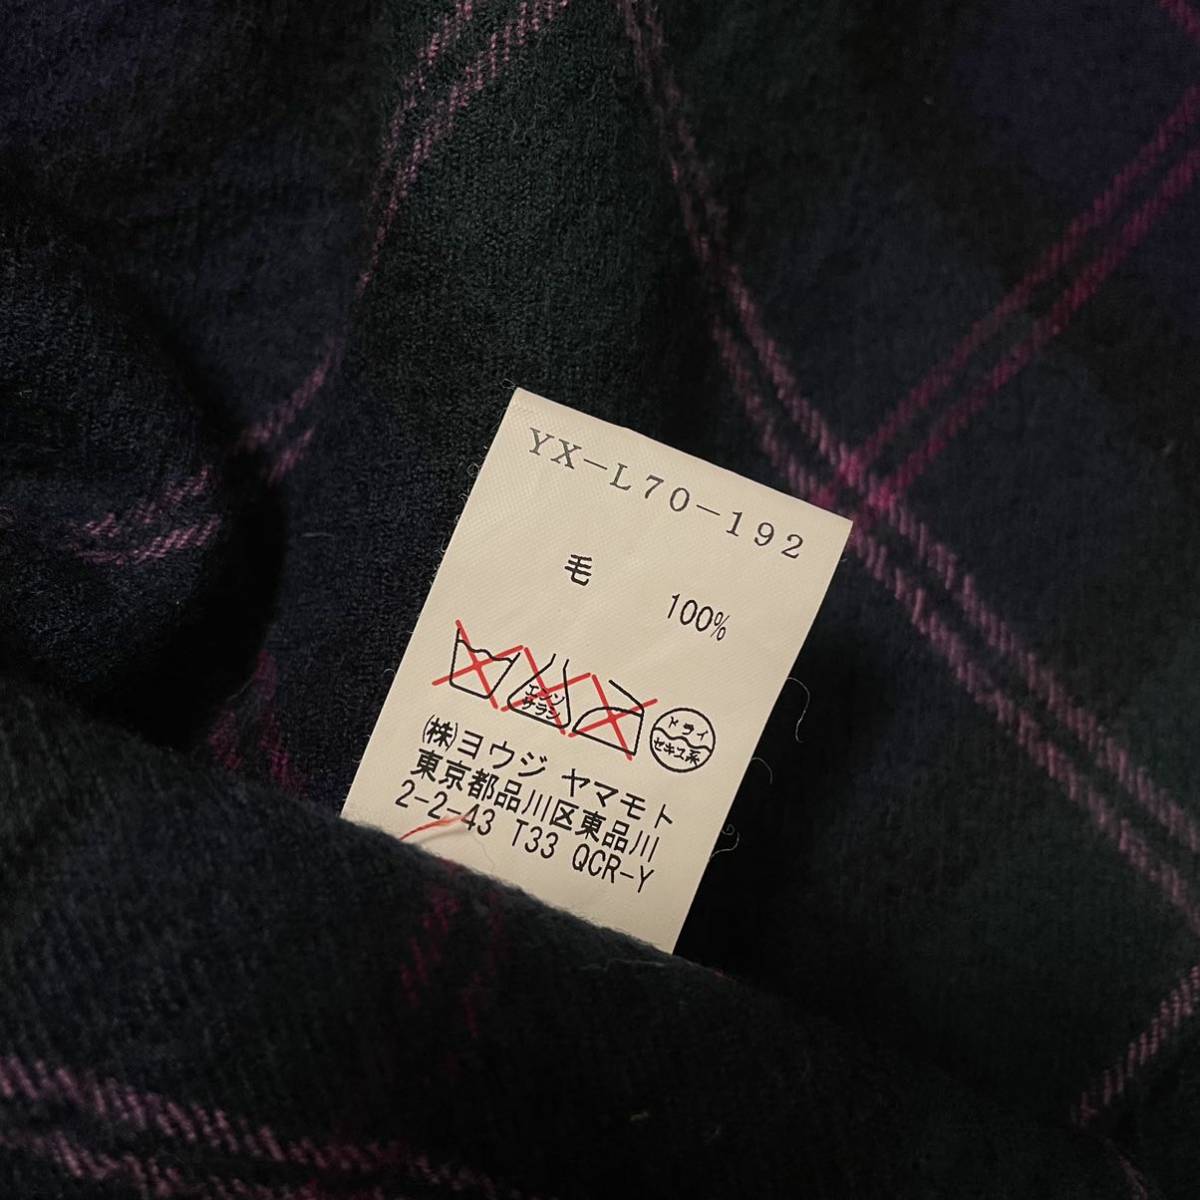 YX-L70-192
毛
100%
エンソ
サラシ
ドライ
セキユ系
(株)ヨウジ ヤマモト
東京都品川区東品川
2-2-43 T33 QCR-Y